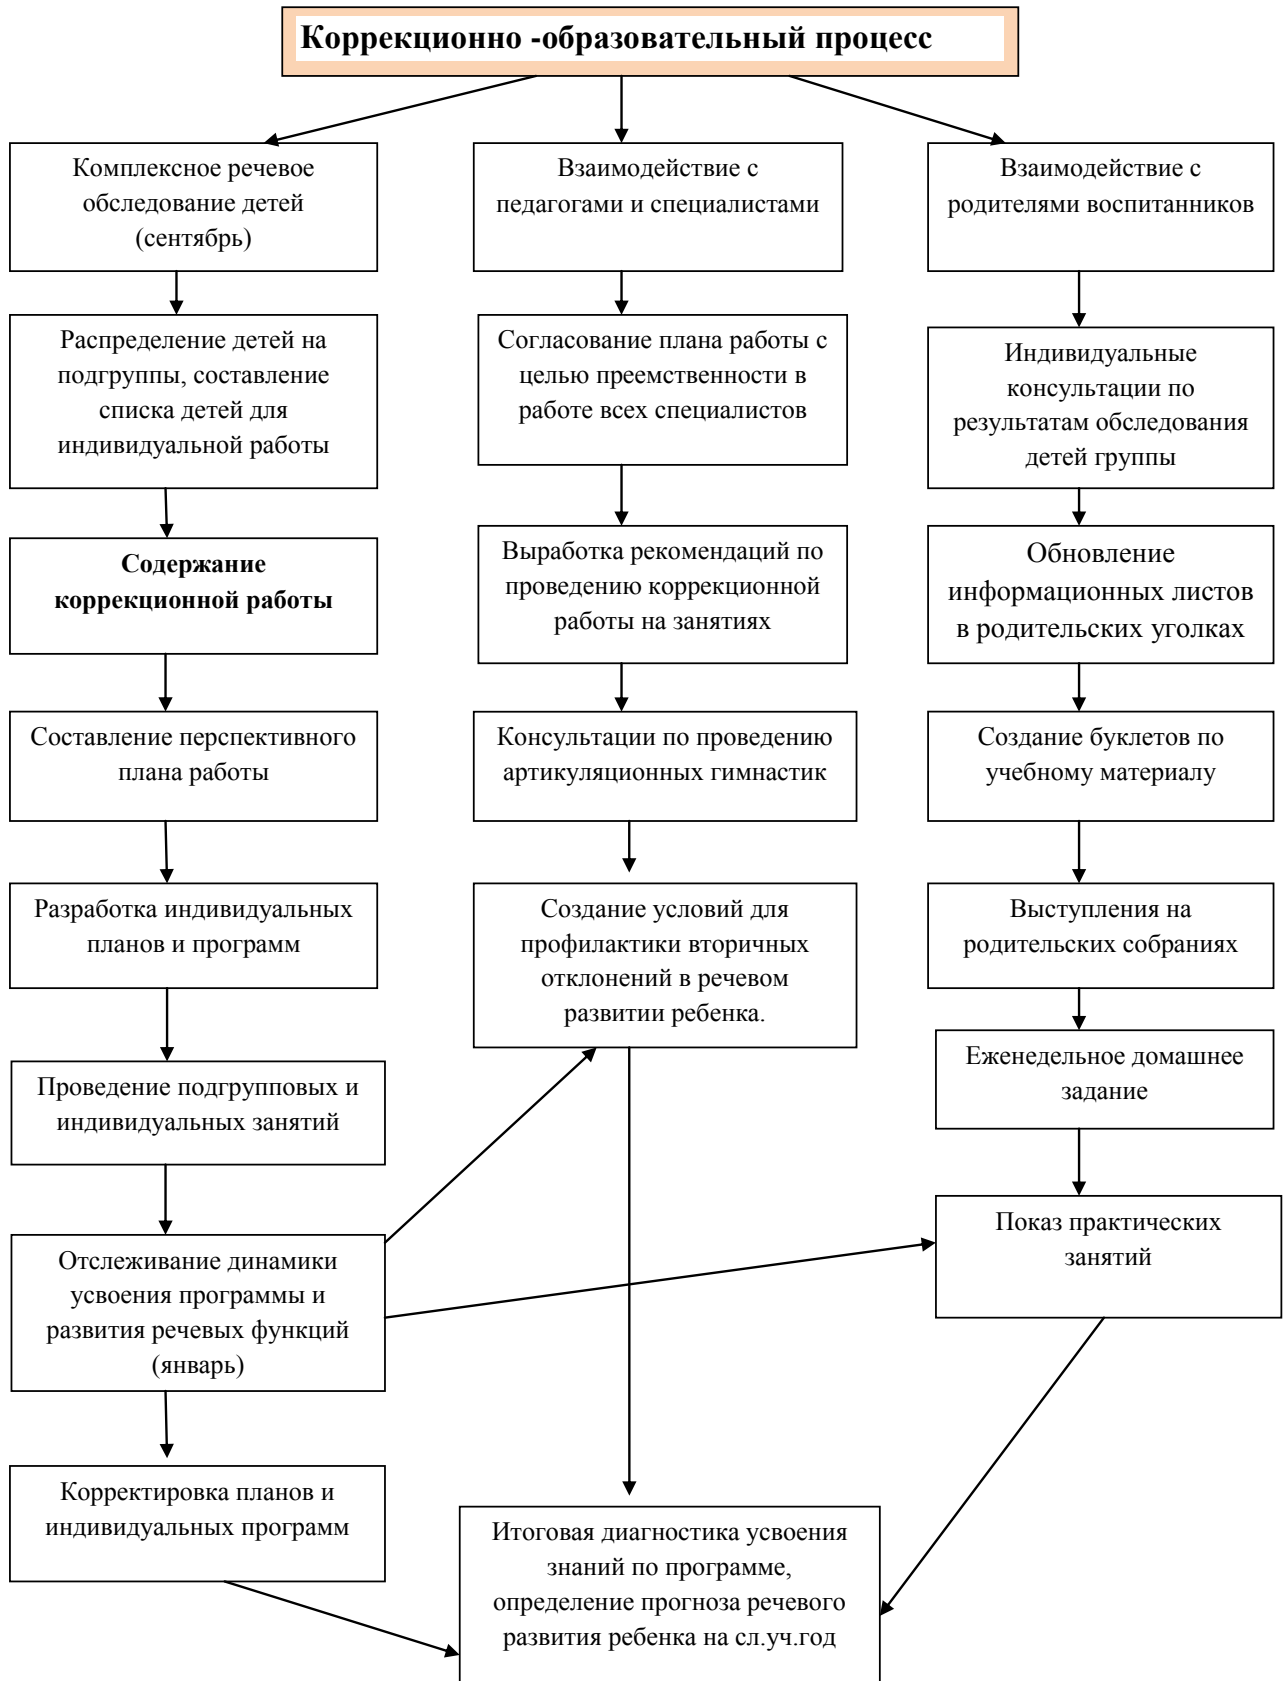 Коррекционно -образовательный процесс
Комплексное речевое
обследование детей
(сентябрь)
Распределение детей на
подгруппы, составление
списка детей для
индивидуальной работы
Содержание
коррекционной работы
Составление перспективного
плана работы
Разработка индивидуальных
планов и программ
Проведение подгрупповых и
индивидуальных занятий
Отслеживание динамики
усвоения программы и
развития речевых функций
(январь)
Корректировка планов и
индивидуальных программ
Взаимодействие с
педагогами и специалистами
Согласование плана работы с
целью преемственности в
работе всех специалистов
Выработка рекомендаций по
проведению коррекционной
работы на занятиях
Консультации по проведению
артикуляционных гимнастик
Создание условий для
профилактики вторичных
отклонений в речевом
развитии ребенка.
Взаимодействие с
родителями воспитанников
Индивидуальные
консультации по
результатам обследования
детей группы
Обновление
информационных листов
в родительских уголках
Создание буклетов по
учебному материалу
Выступления на
родительских собраниях
Еженедельное домашнее
задание
Показ практических
занятий
Итоговая диагностика усвоения
знаний по программе,
определение прогноза речевого
развития ребенка на сл.уч.год